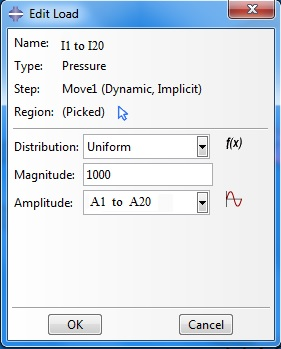 Edit Load
Name: I1 to I20
Type: Pressure
Step: Move1 (Dynamic, Implicit)
Region: (Picked)
Distribution: Uniform f(x)
Magnitude: 1000
Amplitude: A1 to A20
OK Cancel